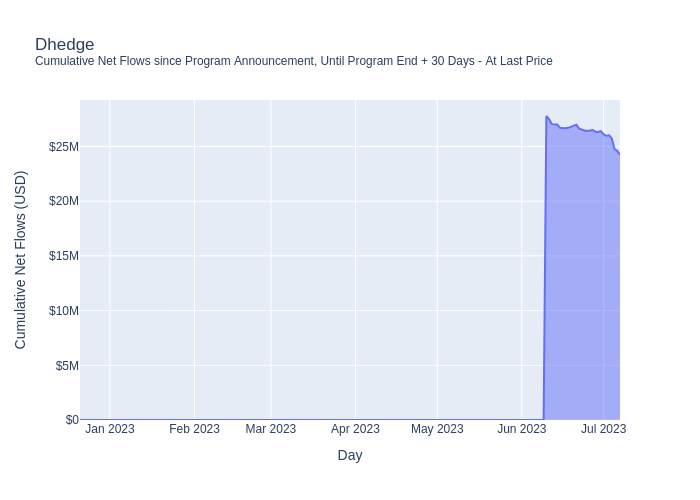 Dhedge
Cumulative Net Flows since Program Announcement, Until Program End + 30 Days - At Last Price
Cumulative Net Flows (USD)
$25M
$20M
$15M
$10M
$5M
$0
Jan 2023 Feb 2023 Mar 2023 Apr 2023 May 2023 Jun 2023 Jul 2023
Day